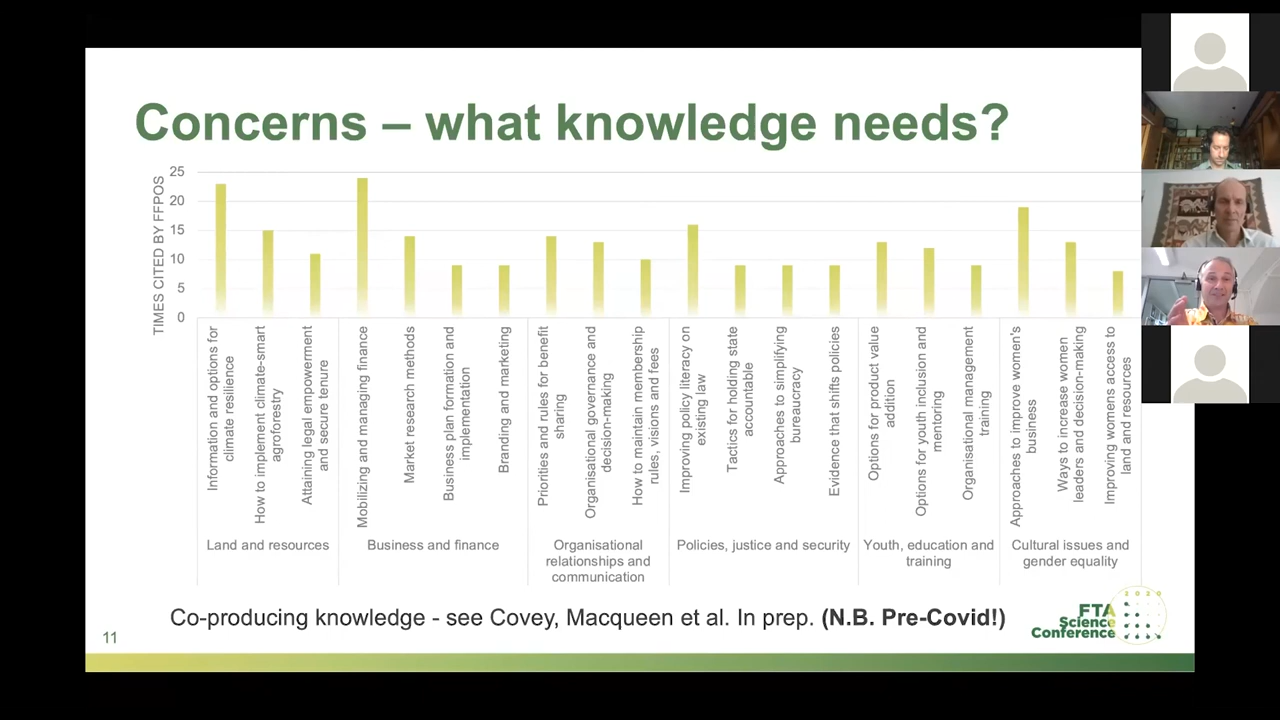 Concerns – what knowledge needs?
TIMES CITED BY FFPOS
25
20
15
10
5
0
Information and options for
climate resilience
How to implement climate-smart
agroforestry
Attaining legal empowerment
and secure tenure
Mobilizing and managing finance
Market research methods
Business plan formation and
implementation
Branding and marketing
Priorities and rules for benefit
sharing
Organisational governance and
decision-making
How to maintain membership
rules, visions and fees
Improving policy literacy on
existing law
Tactics for holding state
accountable
Approaches to simplifying
bureaucracy
Evidence that shifts policies
Options for product value
addition
Options for youth inclusion and
mentoring
Organisational management
training
Approaches to improve women's
business
Ways to increase women
leaders and decision-making
Improving womens access to
land and resources
Land and resources
Business and finance
Organisational
relationships and
communication
Policies, justice and security
Youth, education and
training
Cultural issues and
gender equality
Co-producing knowledge - see Covey, Macqueen et al. In prep. (N.B. Pre-Covid!)
11
2020
FTA
Science
Conference